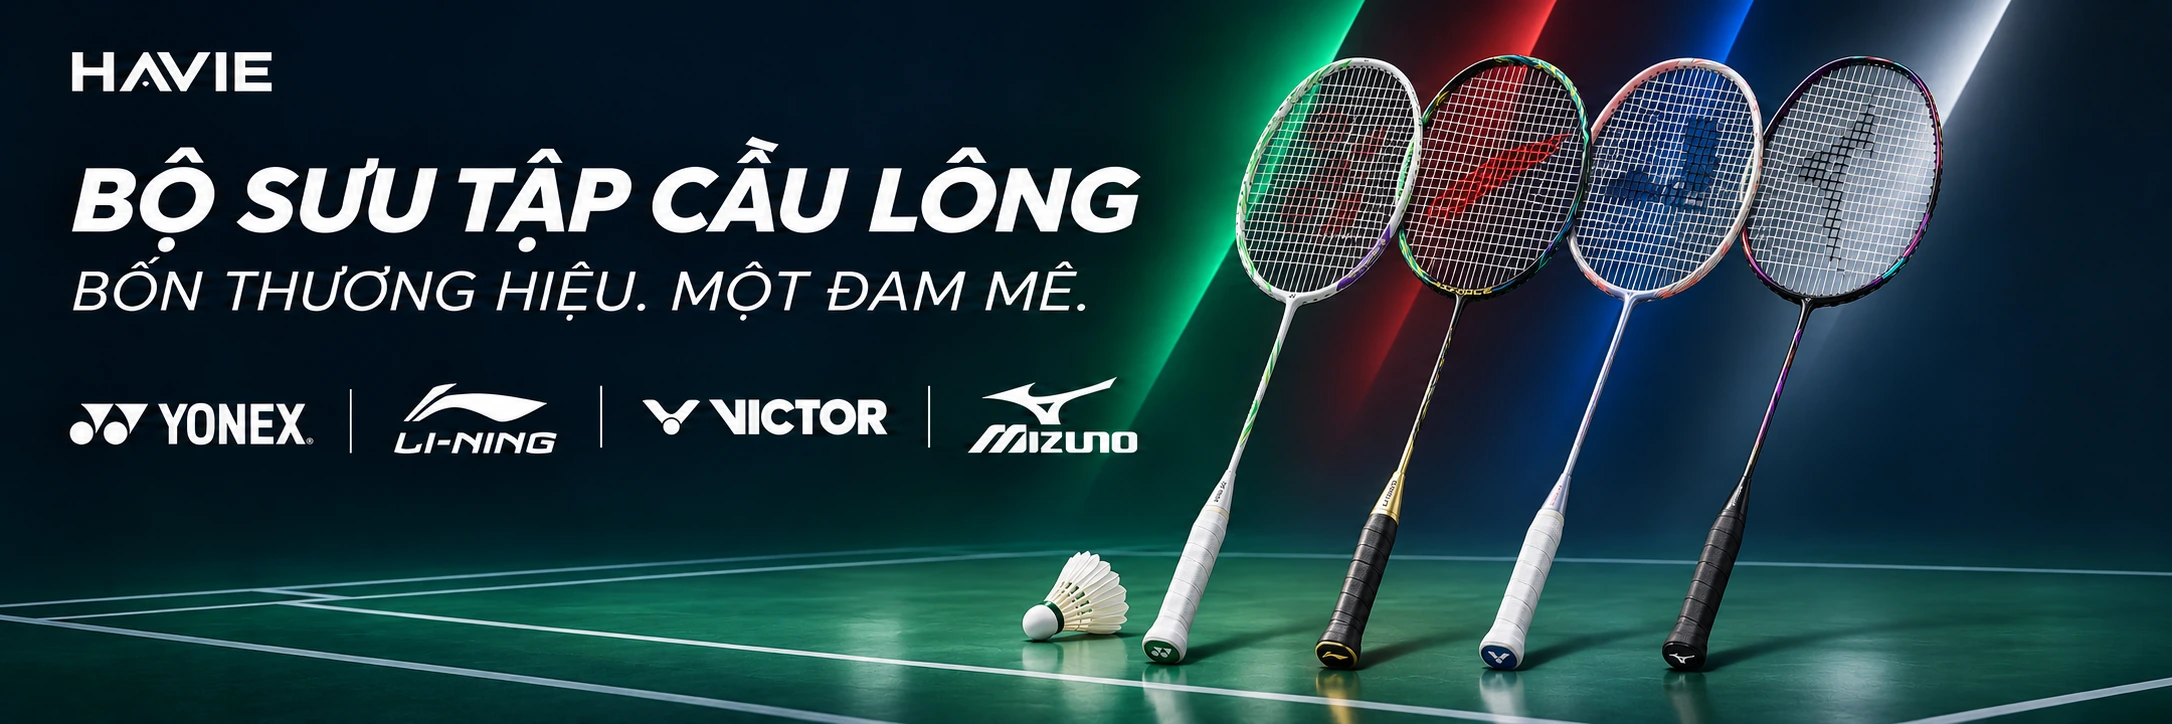 HAVIE
BỘ SƯU TẬP CẦU LÔNG
BỐN THƯƠNG HIỆU. MỘT ĐAM MÊ.
YONEX®
LI-NING
VICTOR
MIZUNO